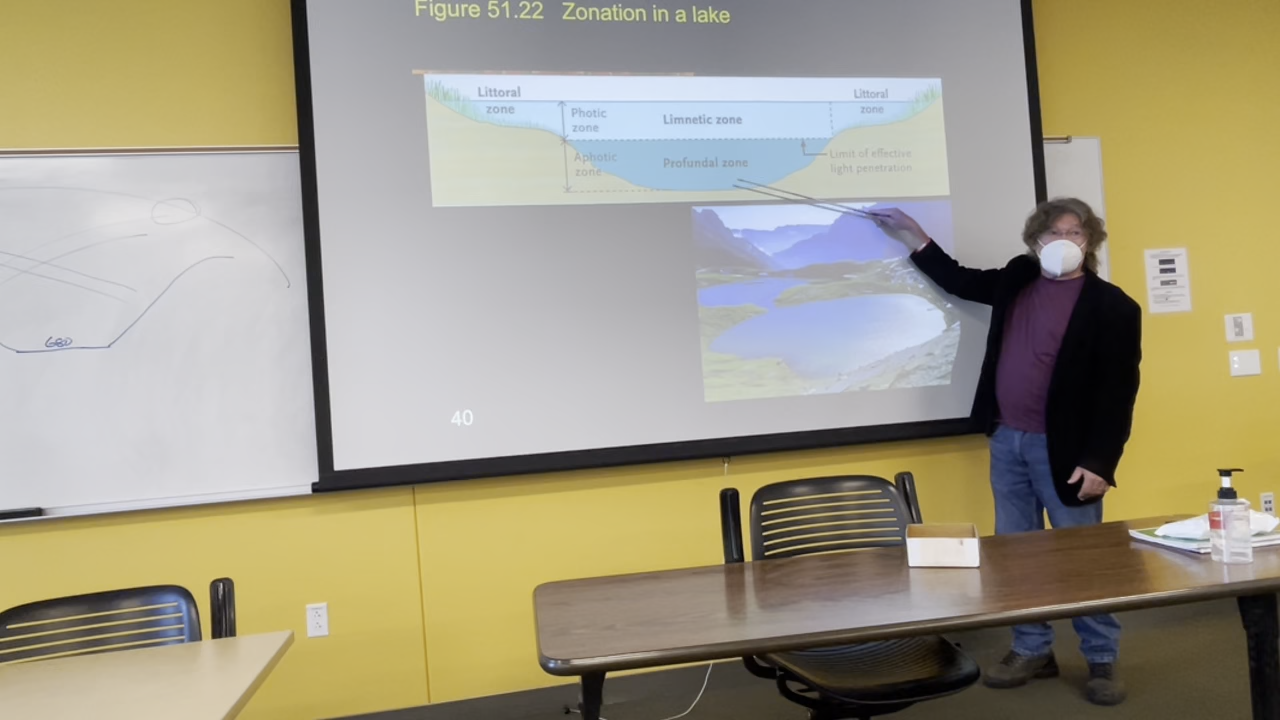 Figure 51.22 Zonation in a lake
Littoral
zone
Photic
zone
Limnetic zone
Littoral
zone
Aphotic
zone
Profundal zone
Limit of effective
light penetration
40